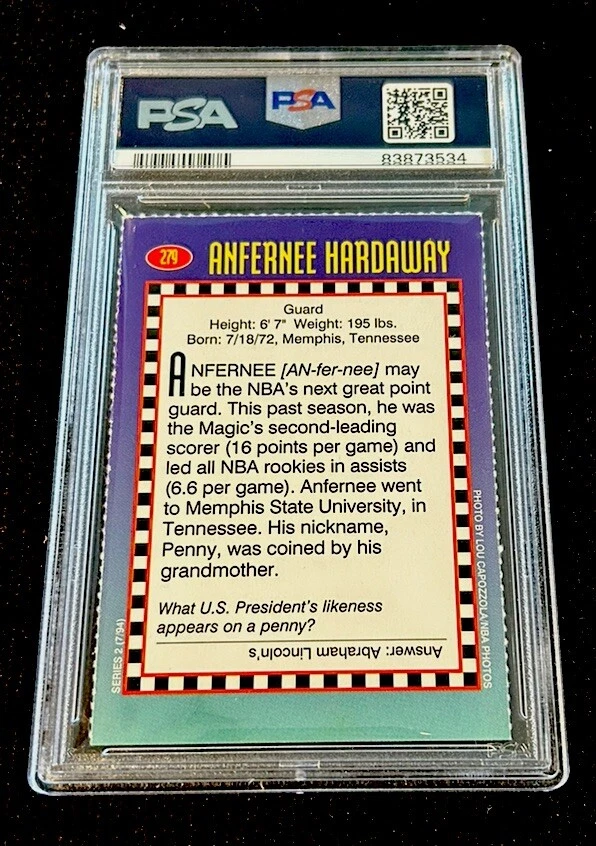 PSA
PSA
83873534
279 ANFERNEE HARDAWAY
Guard
Height: 6' 7" Weight: 195 lbs.
Born: 7/18/72, Memphis, Tennessee
ANFERNEE [AN-fer-nee] may
be the NBA's next great point
guard. This past season, he was
the Magic's second-leading
scorer (16 points per game) and
led all NBA rookies in assists
(6.6 per game). Anfernee went
to Memphis State University, in
Tennessee. His nickname,
Penny, was coined by his
grandmother.
What U.S. President's likeness
appears on a penny?
Answer: Abraham Lincoln's
SERIES 2 (7/94)
PHOTO BY LOU CAPOZZOLA/NBA PHOTOS